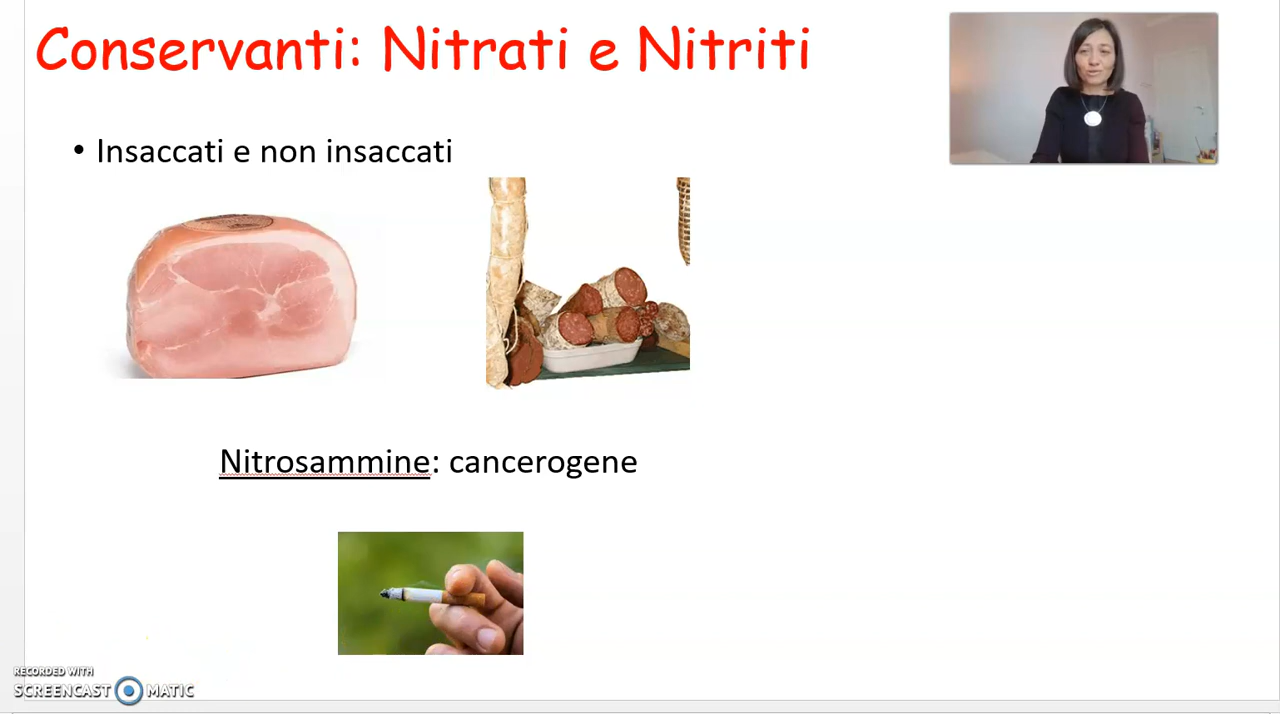 Conservanti: Nitrati e Nitriti
• Insaccati e non insaccati
Nitrosammine: cancerogene
RECORDED WITH
SCREENCAST MATIC